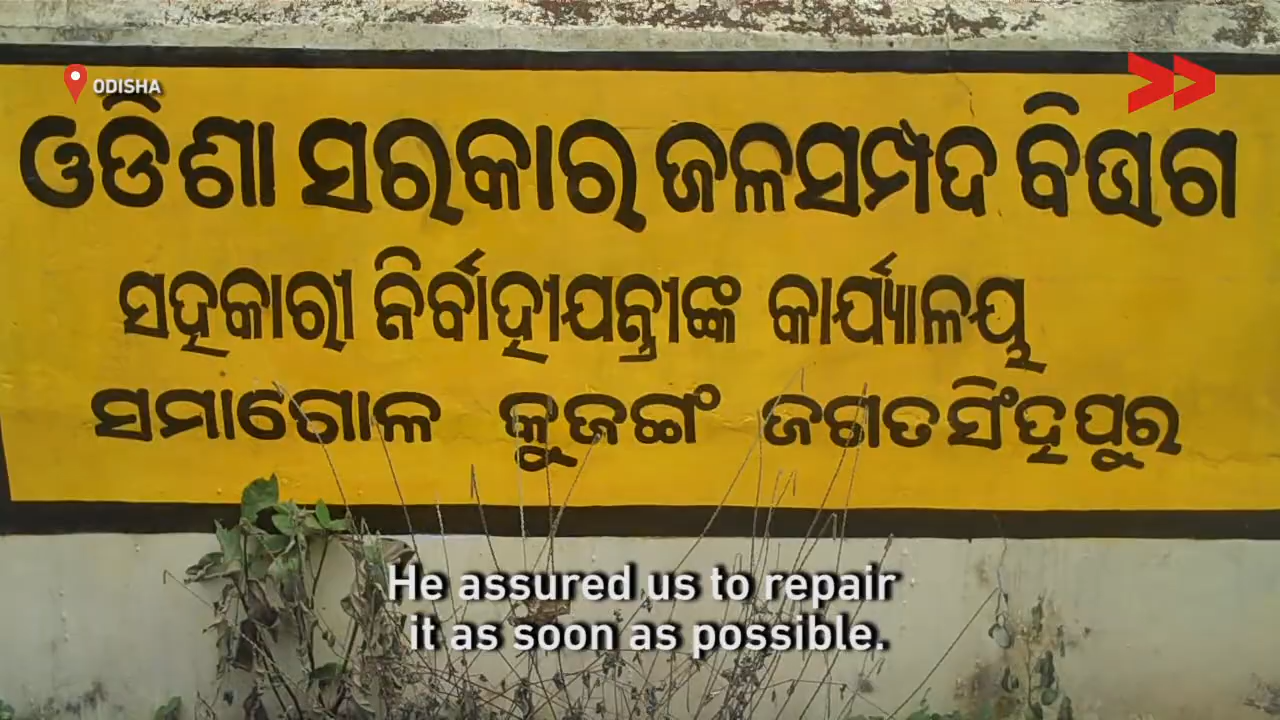 ODISHA
ଓଡିଶା ସରକାର ଜଳସମ୍ପଦ ବିଭାଗ
ସହକାରୀ ନିର୍ବାହୀଯନ୍ତ୍ରୀଙ୍କ କାର୍ଯ୍ୟାଳୟ
ସମାଗୋଳ କୁଜଙ୍ଗ ଜଗତସିଂହପୁର
He assured us to repair
it as soon as possible.